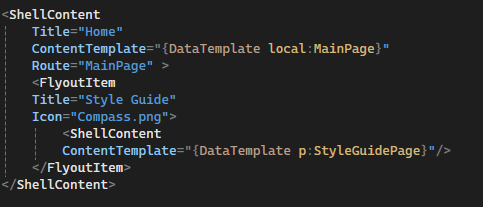 <ShellContent
Title="Home"
ContentTemplate="{DataTemplate local:MainPage}"
Route="MainPage" >
<FlyoutItem
Title="Style Guide"
Icon="Compass.png">
<ShellContent
ContentTemplate="{DataTemplate p:StyleGuidePage}"/>
</FlyoutItem>
</ShellContent>